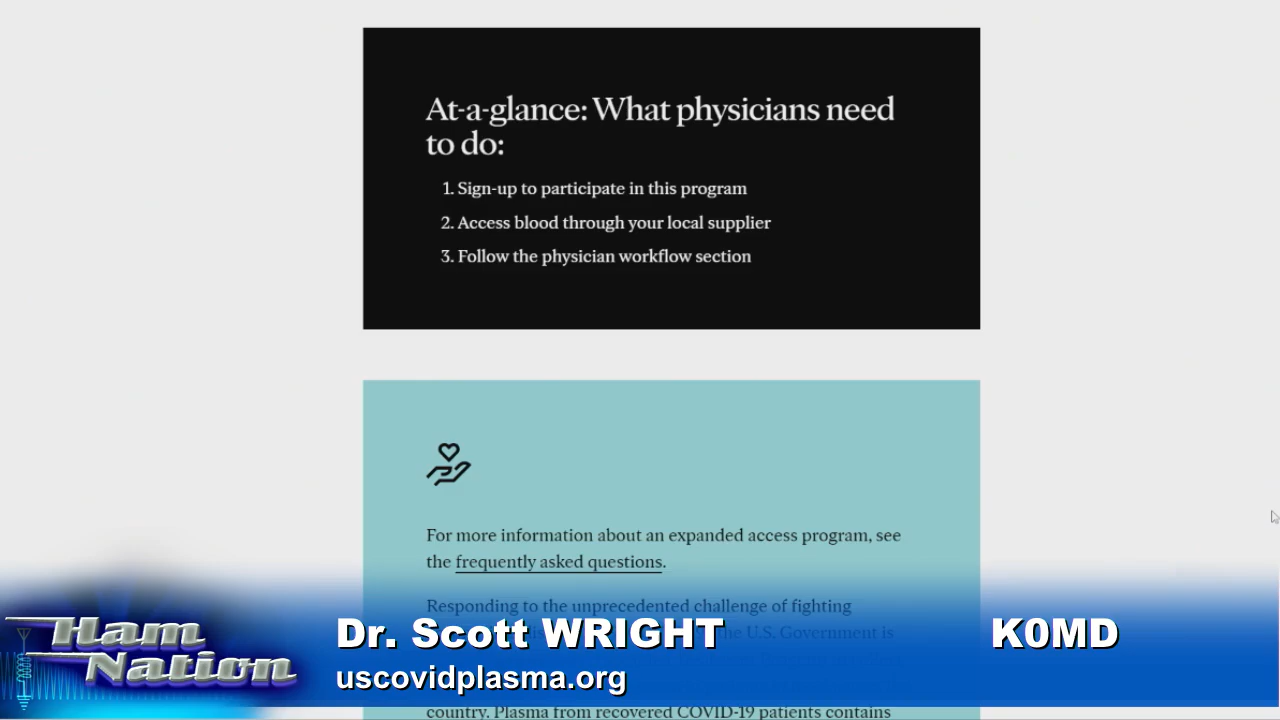 At-a-glance: What physicians need
to do:
1. Sign-up to participate in this program
2. Access blood through your local supplier
3. Follow the physician workflow section
For more information about an expanded access program, see
the frequently asked questions.
Responding to the unprecedented challenge of fighting
the U.S. Government is
country. Plasma from recovered COVID-19 patients contains
Ham
Nation
Dr. Scott WRIGHT
K0MD
uscovidplasma.org